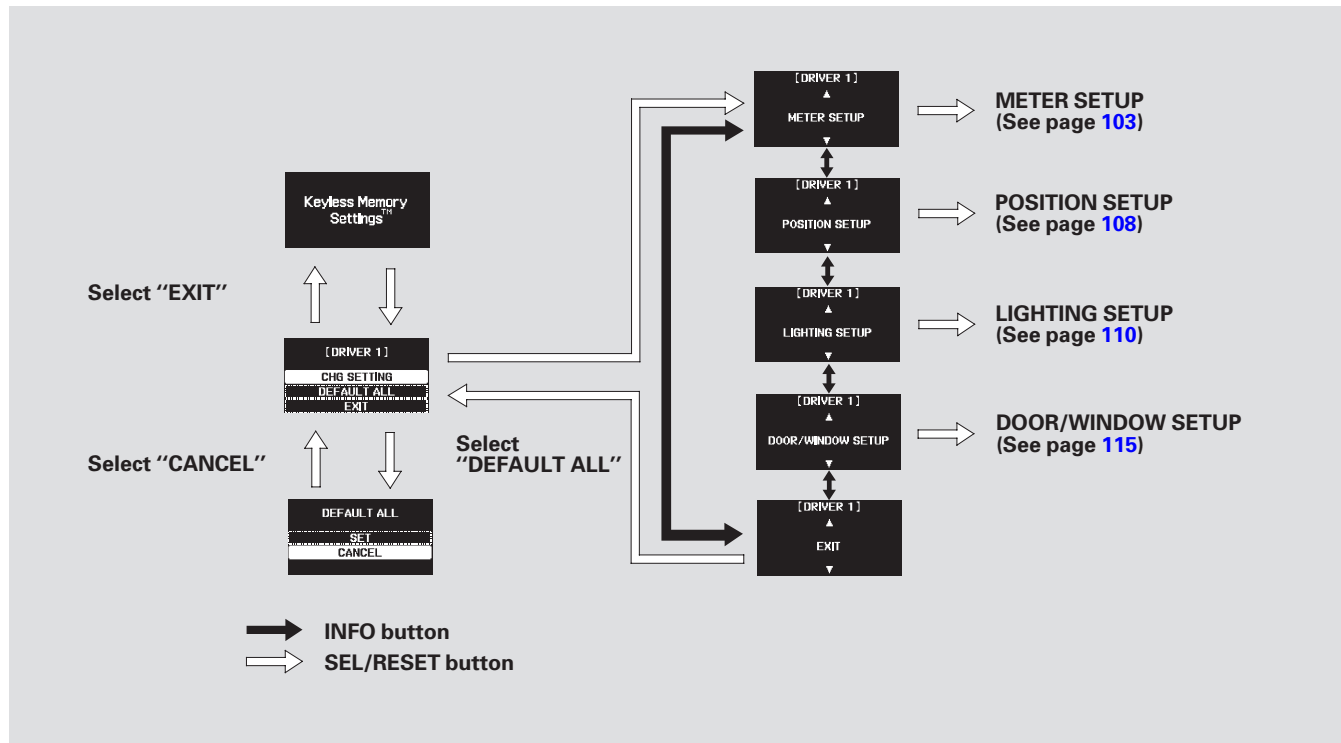 Keyless Memory
Settings™
Select "EXIT"
[DRIVER 1]
CHG SETTING
DEFAULT ALL
EXIT
Select "CANCEL"
Select
"DEFAULT ALL"
DEFAULT ALL
SET
CANCEL
INFO button
SEL/RESET button
[DRIVER 1]
METER SETUP
METER SETUP
(See page 103)
[DRIVER 1]
POSITION SETUP
POSITION SETUP
(See page 108)
[DRIVER 1]
LIGHTING SETUP
LIGHTING SETUP
(See page 110)
[DRIVER 1]
DOOR/WINDOW SETUP
DOOR/WINDOW SETUP
(See page 115)
[DRIVER 1]
EXIT